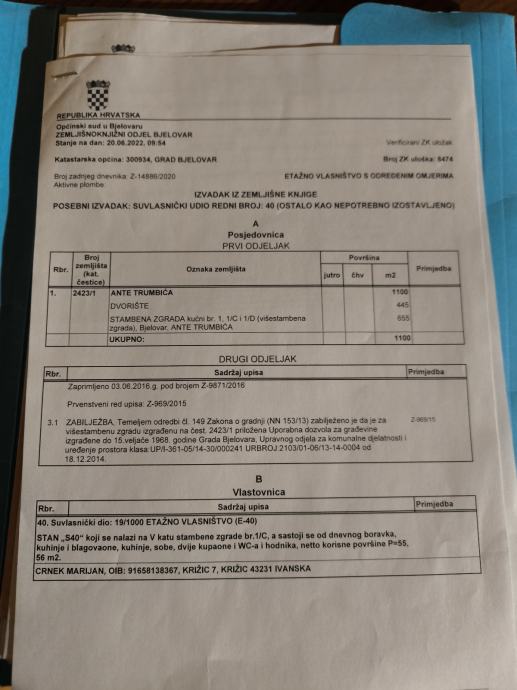 REPUBLIKA HRVATSKA
Općinski sud u Bjelovaru
ZEMLJIŠNOKNJIŽNI ODJEL BJELOVAR
Stanje na dan: 20.06.2022, 09:54
Verificirani ZK uložak
Katastarska općina: 300934, GRAD BJELOVAR
Broj ZK uloška: 6474
Broj zadnjeg dnevnika: Z-14886/2020
Aktivne plombe:
ETAŽNO VLASNIŠTVO S ODREĐENIM OMJERIMA
IZVADAK IZ ZEMLJIŠNE KNJIGE
POSEBNI IZVADAK: SUVLASNIČKI UDIO REDNI BROJ: 40 (OSTALO KAO NEPOTREBNO IZOSTAVLJENO)
A
Posjedovnica
PRVI ODJELJAK
Rbr. Broj zemljišta (kat. čestice) Oznaka zemljišta Površina jutro čhv m2 Primjedba
1. 2423/1 ANTE TRUMBIĆA 1100
DVORIŠTE 445
STAMBENA ZGRADA kućni br. 1, 1/C i 1/D (višestambena 655
zgrada), Bjelovar, ANTE TRUMBIĆA
UKUPNO: 1100
DRUGI ODJELJAK
Rbr. Sadržaj upisa Primjedba
Zaprimljeno 03.06.2016.g. pod brojem Z-9871/2016
Prvenstveni red upisa: Z-969/2015
3.1 ZABILJEŽBA, Temeljem odredbi čl. 149 Zakona o gradnji (NN 153/13) zabilježeno je da je za Z-969/15
višestambenu zgradu izgrađenu na čest. 2423/1 priložena Uporabna dozvola za građevine
izgrađene do 15.veljače 1968. godine Grada Bjelovara, Upravnog odjela za komunalne djelatnosti i
uređenje prostora klasa:UP/I-361-05/14-30/000241 URBROJ:2103/01-06/13-14-0004 od
18.12.2014.
B
Vlastovnica
Rbr. Sadržaj upisa Primjedba
40. Suvlasnički dio: 19/1000 ETAŽNO VLASNIŠTVO (E-40)
STAN „S40" koji se nalazi na V katu stambene zgrade br.1/C, a sastoji se od dnevnog boravka,
kuhinje i blagovaone, kuhinje, sobe, dvije kupaone i WC-a i hodnika, netto korisne površine P=55,
56 m2.
CRNEK MARIJAN, OIB: 91658138367, KRIŽIC 7, KRIŽIC 43231 IVANSKA